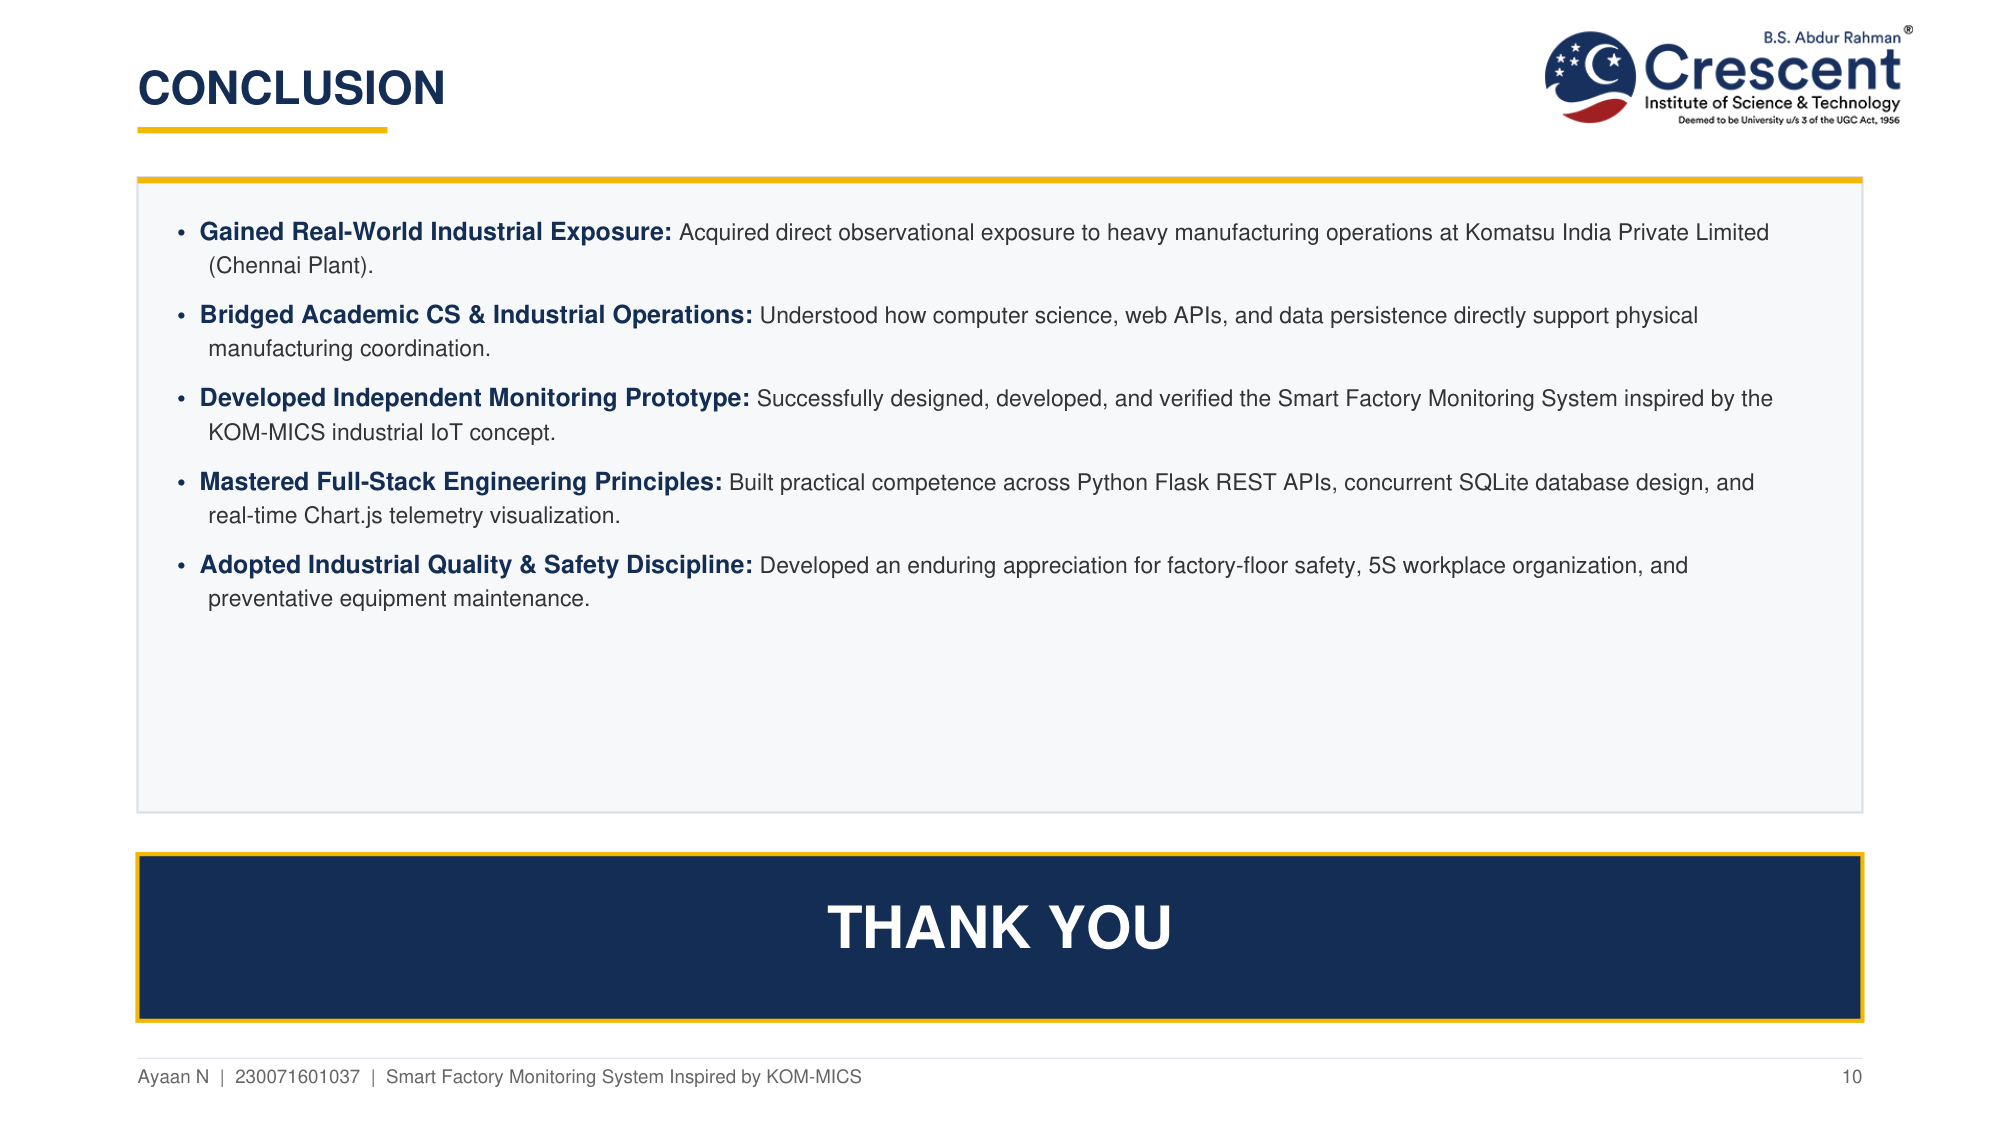 CONCLUSION
B.S. Abdur Rahman®
Crescent
Institute of Science & Technology
Deemed to be University u/s 3 of the UGC Act, 1956
• Gained Real-World Industrial Exposure: Acquired direct observational exposure to heavy manufacturing operations at Komatsu India Private Limited
(Chennai Plant).
• Bridged Academic CS & Industrial Operations: Understood how computer science, web APIs, and data persistence directly support physical
manufacturing coordination.
• Developed Independent Monitoring Prototype: Successfully designed, developed, and verified the Smart Factory Monitoring System inspired by the
KOM-MICS industrial IoT concept.
• Mastered Full-Stack Engineering Principles: Built practical competence across Python Flask REST APIs, concurrent SQLite database design, and
real-time Chart.js telemetry visualization.
• Adopted Industrial Quality & Safety Discipline: Developed an enduring appreciation for factory-floor safety, 5S workplace organization, and
preventative equipment maintenance.
THANK YOU
Ayaan N | 230071601037 | Smart Factory Monitoring System Inspired by KOM-MICS
10